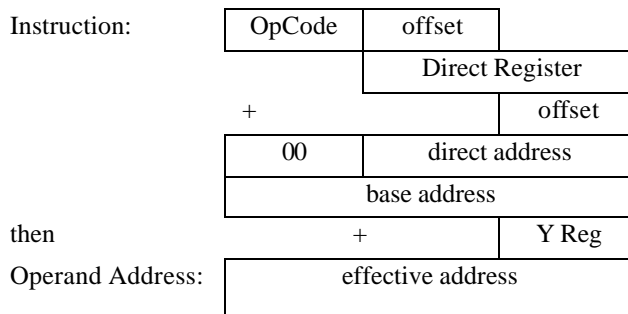 Instruction: OpCode offset
Direct Register
+ offset
00 direct address
base address
then + Y Reg
Operand Address: effective address